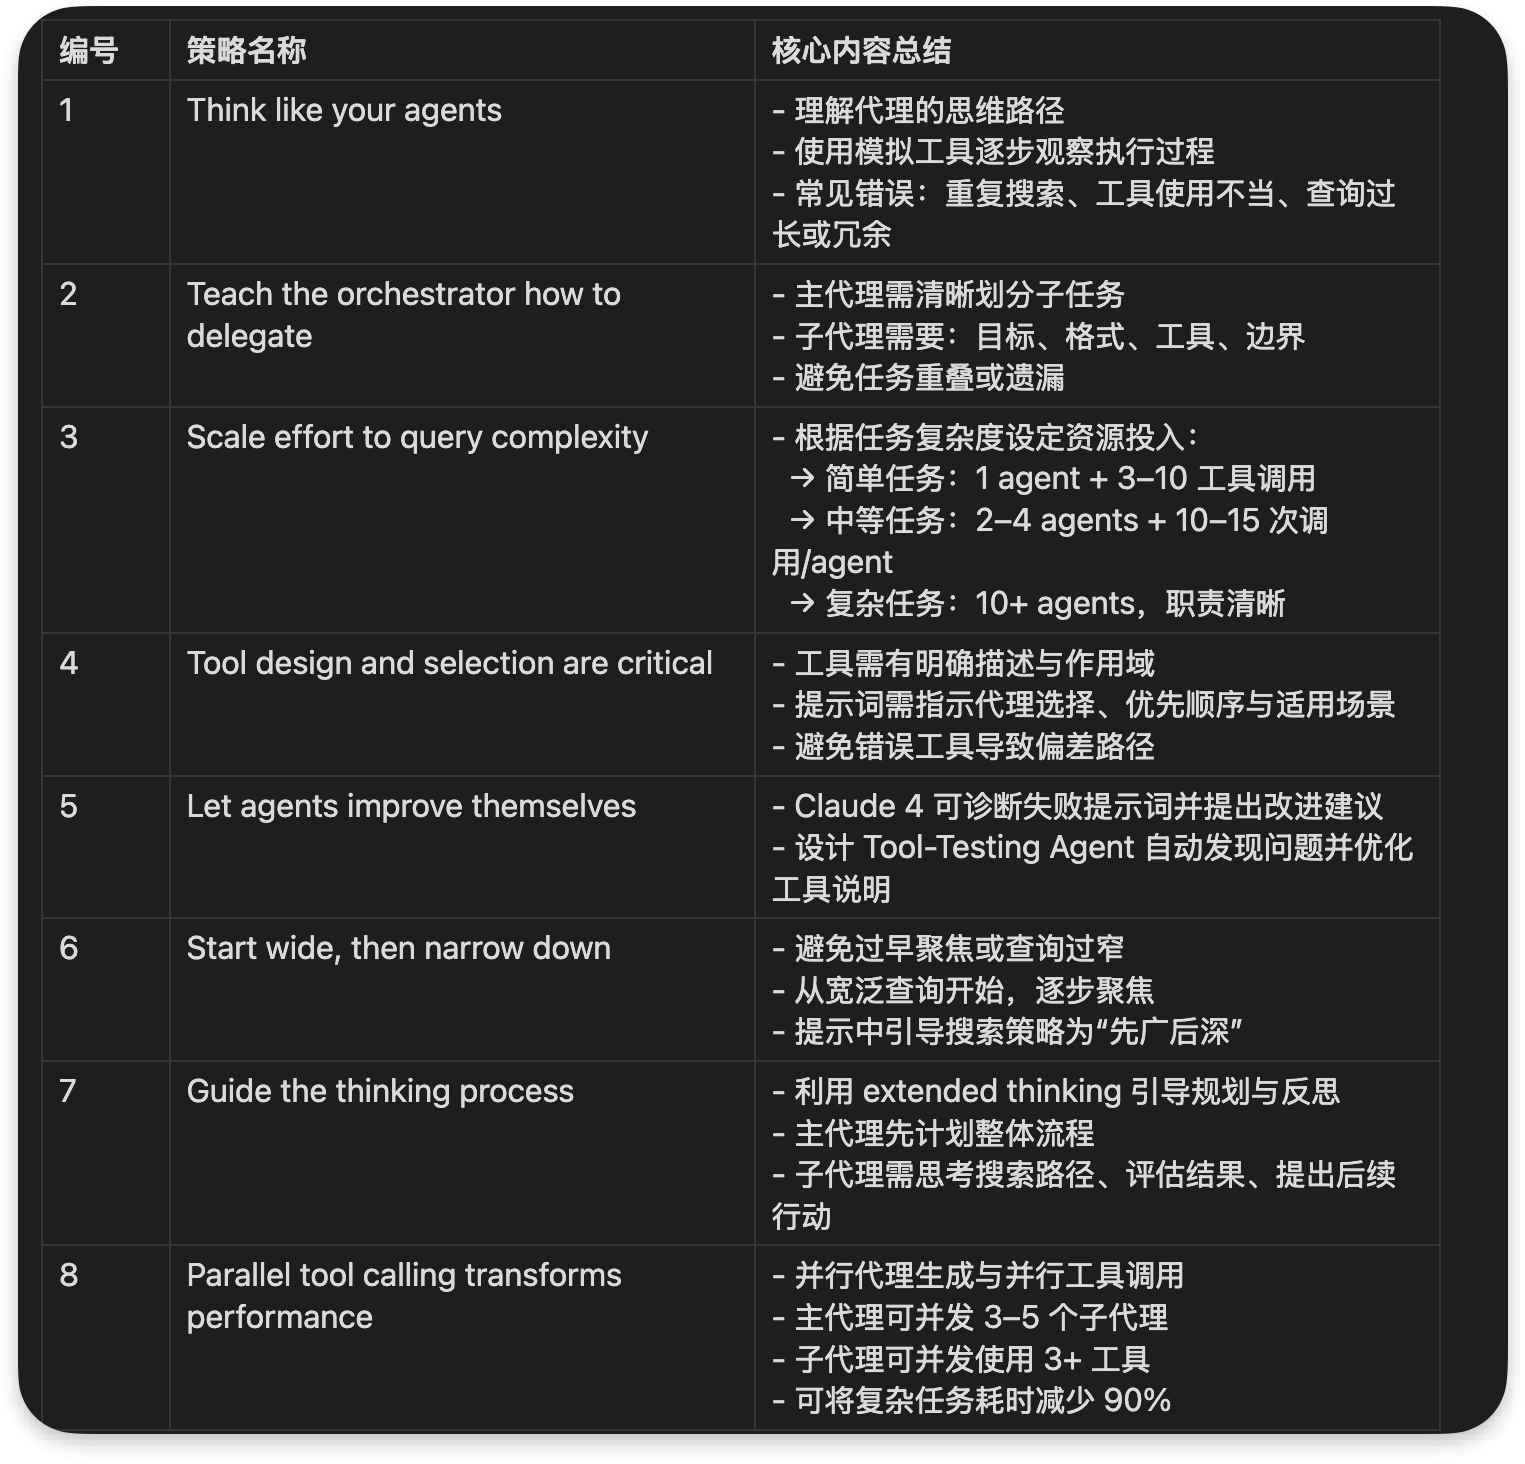 编号 策略名称 核心内容总结
1 Think like your agents - 理解代理的思维路径
- 使用模拟工具逐步观察执行过程
- 常见错误：重复搜索、工具使用不当、查询过
长或冗余
2 Teach the orchestrator how to - 主代理需清晰划分子任务
delegate - 子代理需要：目标、格式、工具、边界
- 避免任务重叠或遗漏
3 Scale effort to query complexity - 根据任务复杂度设定资源投入：
→ 简单任务：1 agent + 3–10 工具调用
→ 中等任务：2–4 agents + 10–15 次调
用/agent
→ 复杂任务：10+ agents，职责清晰
4 Tool design and selection are critical - 工具需有明确描述与作用域
- 提示词需指示代理选择、优先顺序与适用场景
- 避免错误工具导致偏差路径
5 Let agents improve themselves - Claude 4 可诊断失败提示词并提出改进建议
- 设计 Tool-Testing Agent 自动发现问题并优化
工具说明
6 Start wide, then narrow down - 避免过早聚焦或查询过窄
- 从宽泛查询开始，逐步聚焦
- 提示中引导搜索策略为“先广后深”
7 Guide the thinking process - 利用 extended thinking 引导规划与反思
- 主代理先计划整体流程
- 子代理需思考搜索路径、评估结果、提出后续
行动
8 Parallel tool calling transforms - 并行代理生成与并行工具调用
performance - 主代理可并发 3–5 个子代理
- 子代理可并发使用 3+ 工具
- 可将复杂任务耗时减少 90%